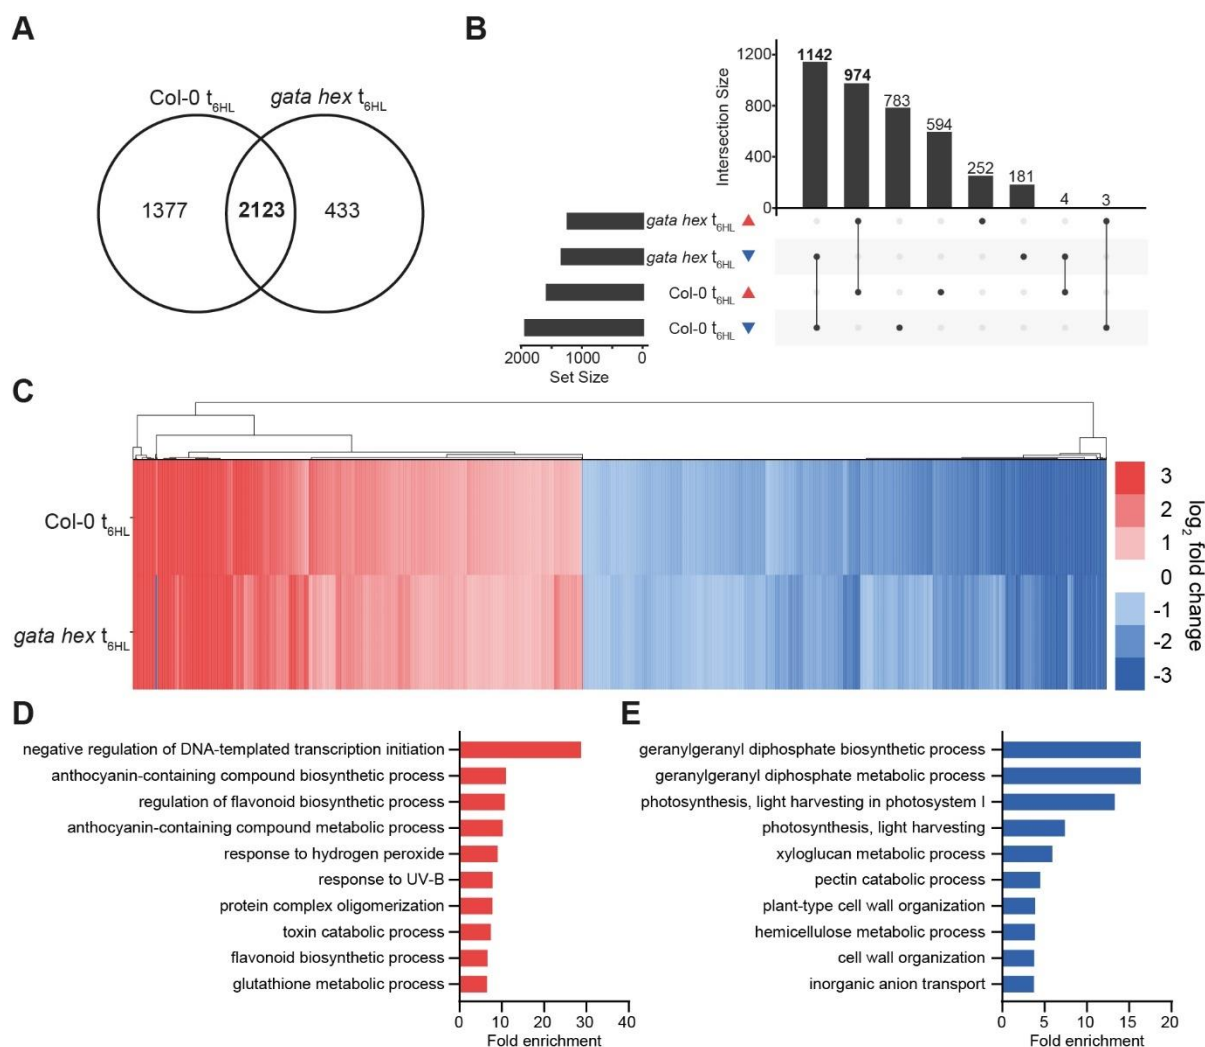 A
Col-0 t6HL
gata hex t6HL
1377
2123
433
B
Intersection Size
1200
800
400
0
1142
974
783
594
252
181
4
3
gata hex t6HL
gata hex t6HL
Col-0 t6HL
Col-0 t6HL
2000 1000 0
Set Size
C
Col-0 t6HL
gata hex t6HL
3
2
1
0
-1
-2
-3
log2 fold change
D
negative regulation of DNA-templated transcription initiation
anthocyanin-containing compound biosynthetic process
regulation of flavonoid biosynthetic process
anthocyanin-containing compound metabolic process
response to hydrogen peroxide
response to UV-B
protein complex oligomerization
toxin catabolic process
flavonoid biosynthetic process
glutathione metabolic process
0 10 20 30 40
Fold enrichment
E
geranylgeranyl diphosphate biosynthetic process
geranylgeranyl diphosphate metabolic process
photosynthesis, light harvesting in photosystem I
photosynthesis, light harvesting
xyloglucan metabolic process
pectin catabolic process
plant-type cell wall organization
hemicellulose metabolic process
cell wall organization
inorganic anion transport
0 5 10 15 20
Fold enrichment